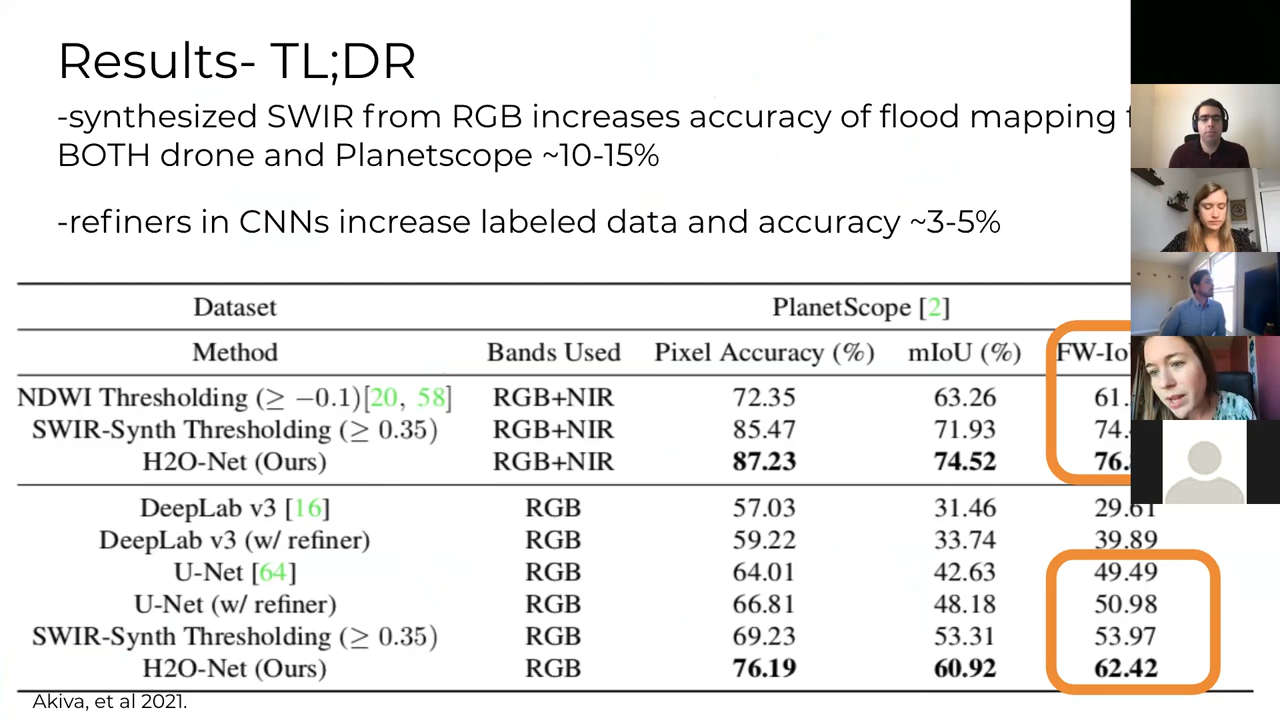 Results- TL;DR
-synthesized SWIR from RGB increases accuracy of flood mapping
BOTH drone and Planetscope ~10-15%
-refiners in CNNs increase labeled data and accuracy ~3-5%
Dataset PlanetScope [2]
Method Bands Used Pixel Accuracy (%) mIoU (%)
NDWI Thresholding (≥ −0.1)[20, 58] RGB+NIR 72.35 63.26
SWIR-Synth Thresholding (≥ 0.35) RGB+NIR 85.47 71.93
H2O-Net (Ours) RGB+NIR 87.23 74.52
DeepLab v3 [16] RGB 57.03 31.46 29.61
DeepLab v3 (w/ refiner) RGB 59.22 33.74 39.89
U-Net [64] RGB 64.01 42.63 49.49
U-Net (w/ refiner) RGB 66.81 48.18 50.98
SWIR-Synth Thresholding (≥ 0.35) RGB 69.23 53.31 53.97
H2O-Net (Ours) RGB 76.19 60.92 62.42
Akiva, et al 2021.